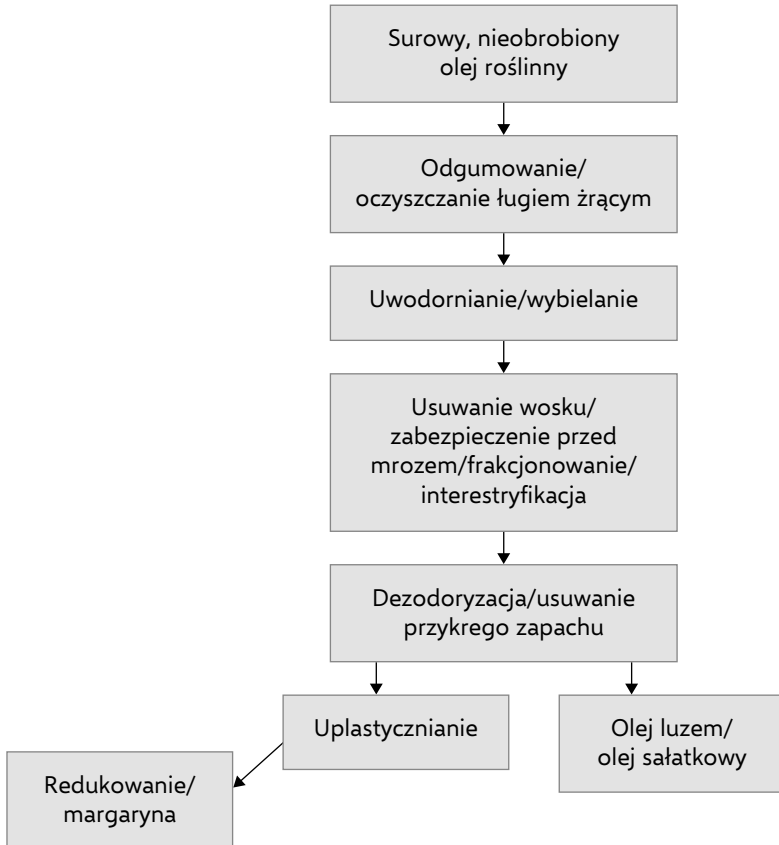 Surowy, nieobrobiony
olej roślinny
Odgumowanie/
oczyszczanie ługiem żrącym
Uwodornianie/wybielanie
Usuwanie wosku/
zabezpieczenie przed
mrozem/frakcjonowanie/
interestryfikacja
Dezodoryzacja/usuwanie
przykrego zapachu
Uplastycznianie
Olej luzem/
olej sałatkowy
Redukowanie/
margaryna